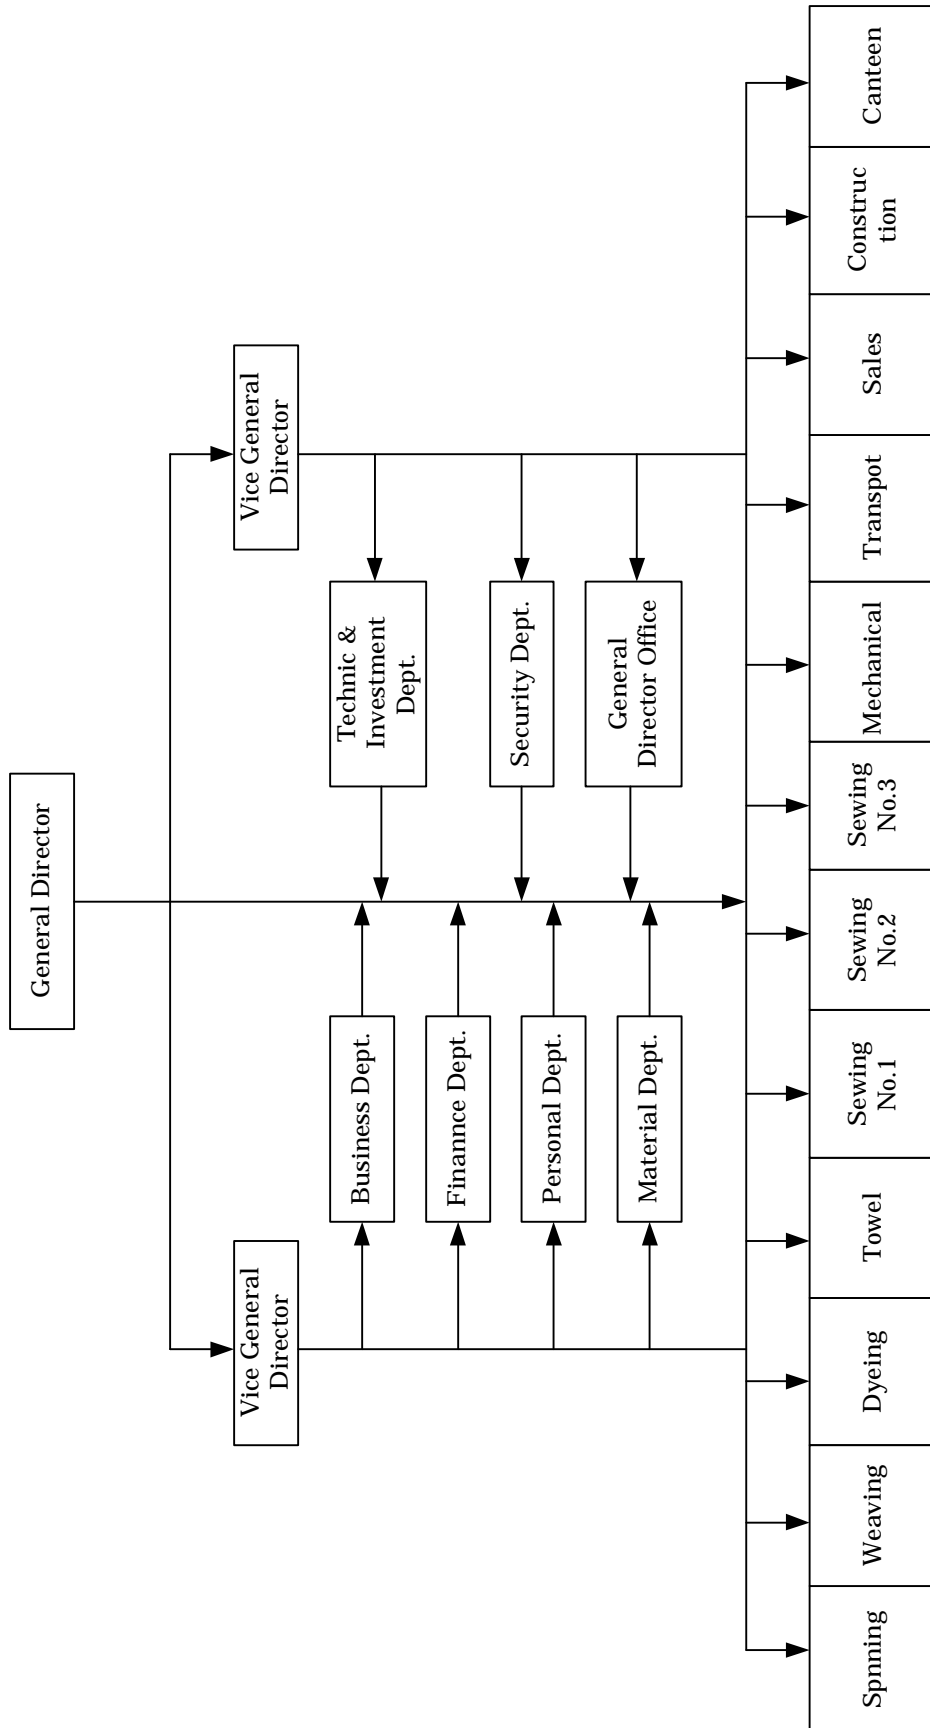 General Director
Vice General
Director
Vice General
Director
Business Dept.
Finannce Dept.
Personal Dept.
Material Dept.
Technic &
Investment
Dept.
Security Dept.
General
Director Office
Spnning
Weaving
Dyeing
Towel
Sewing
No.1
Sewing
No.2
Sewing
No.3
Mechanical
Transpot
Sales
Construc
tion
Canteen